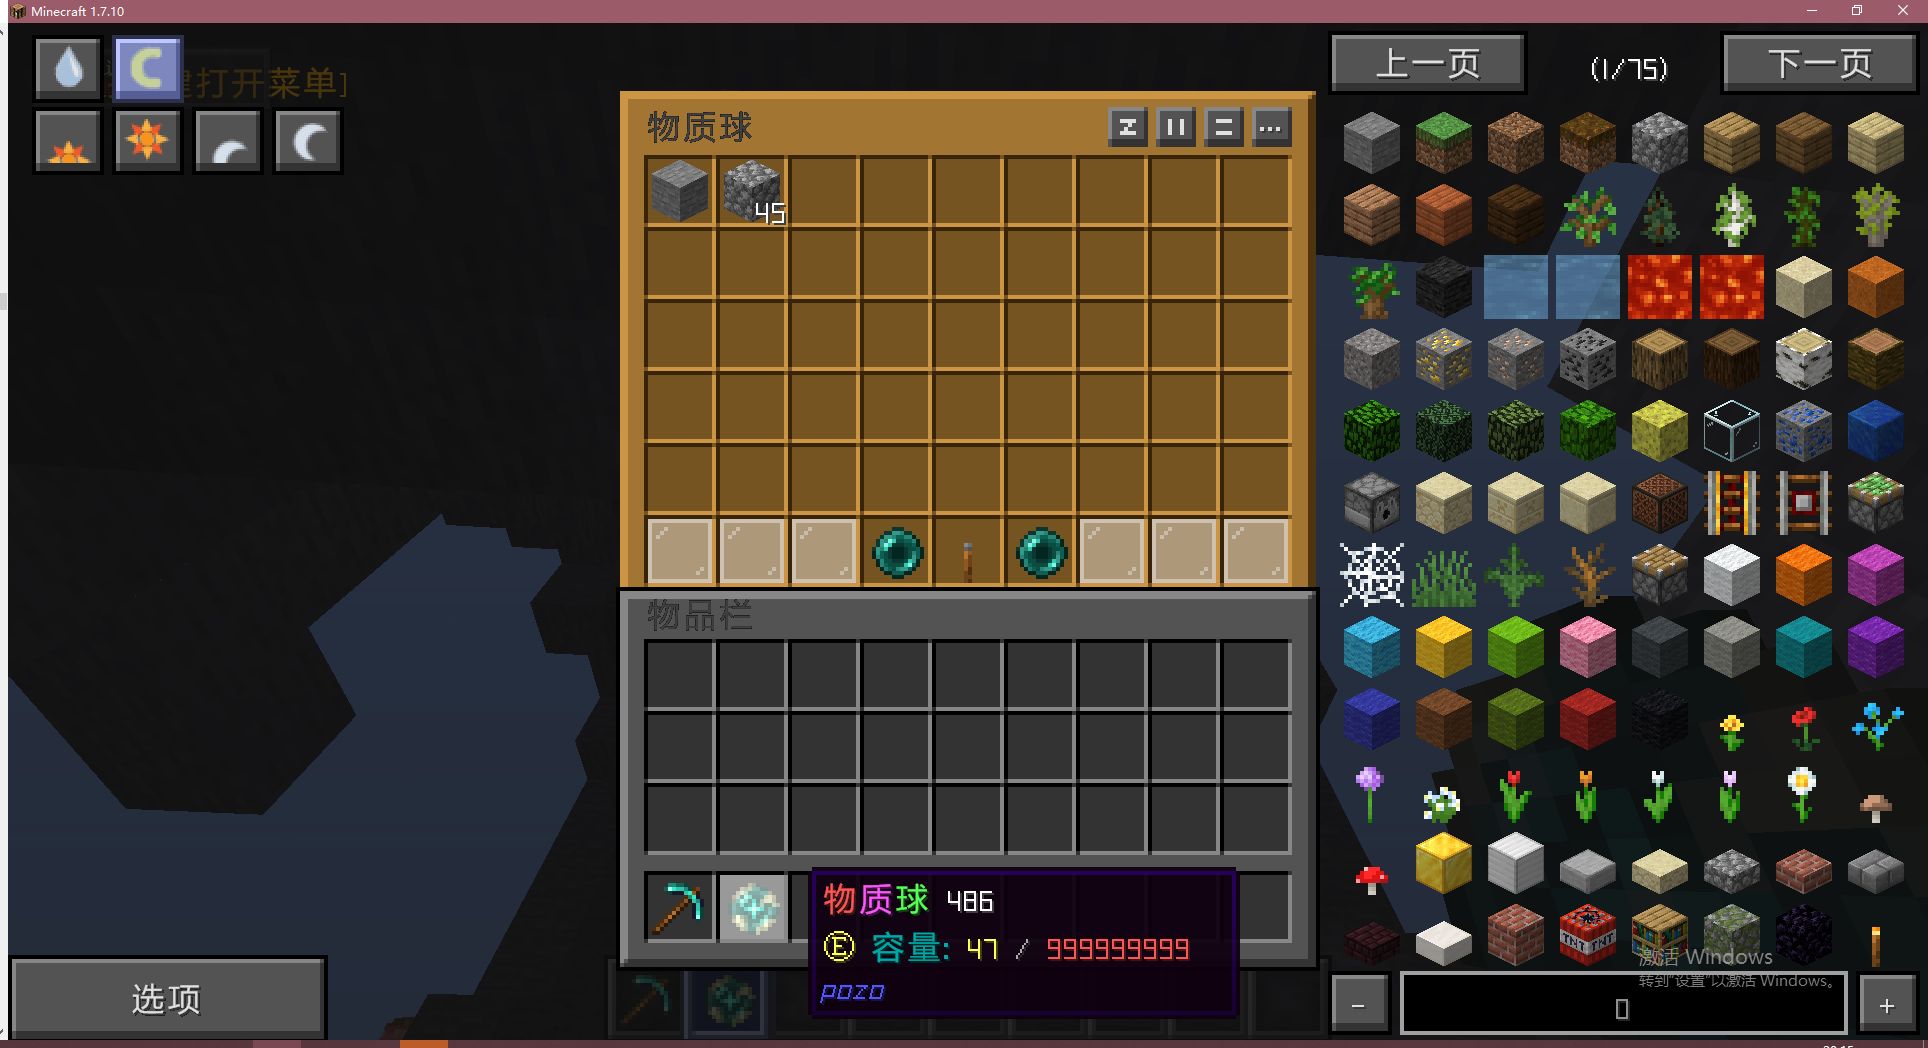 Minecraft 1.7.10
键打开菜单]
上一页
(1/75)
下一页
物质球
45
物品栏
物质球 486
Ⓔ 容量: 47 / 999999999
pozo
选项
激活 Windows
转到"设置"以激活 Windows。
-
+